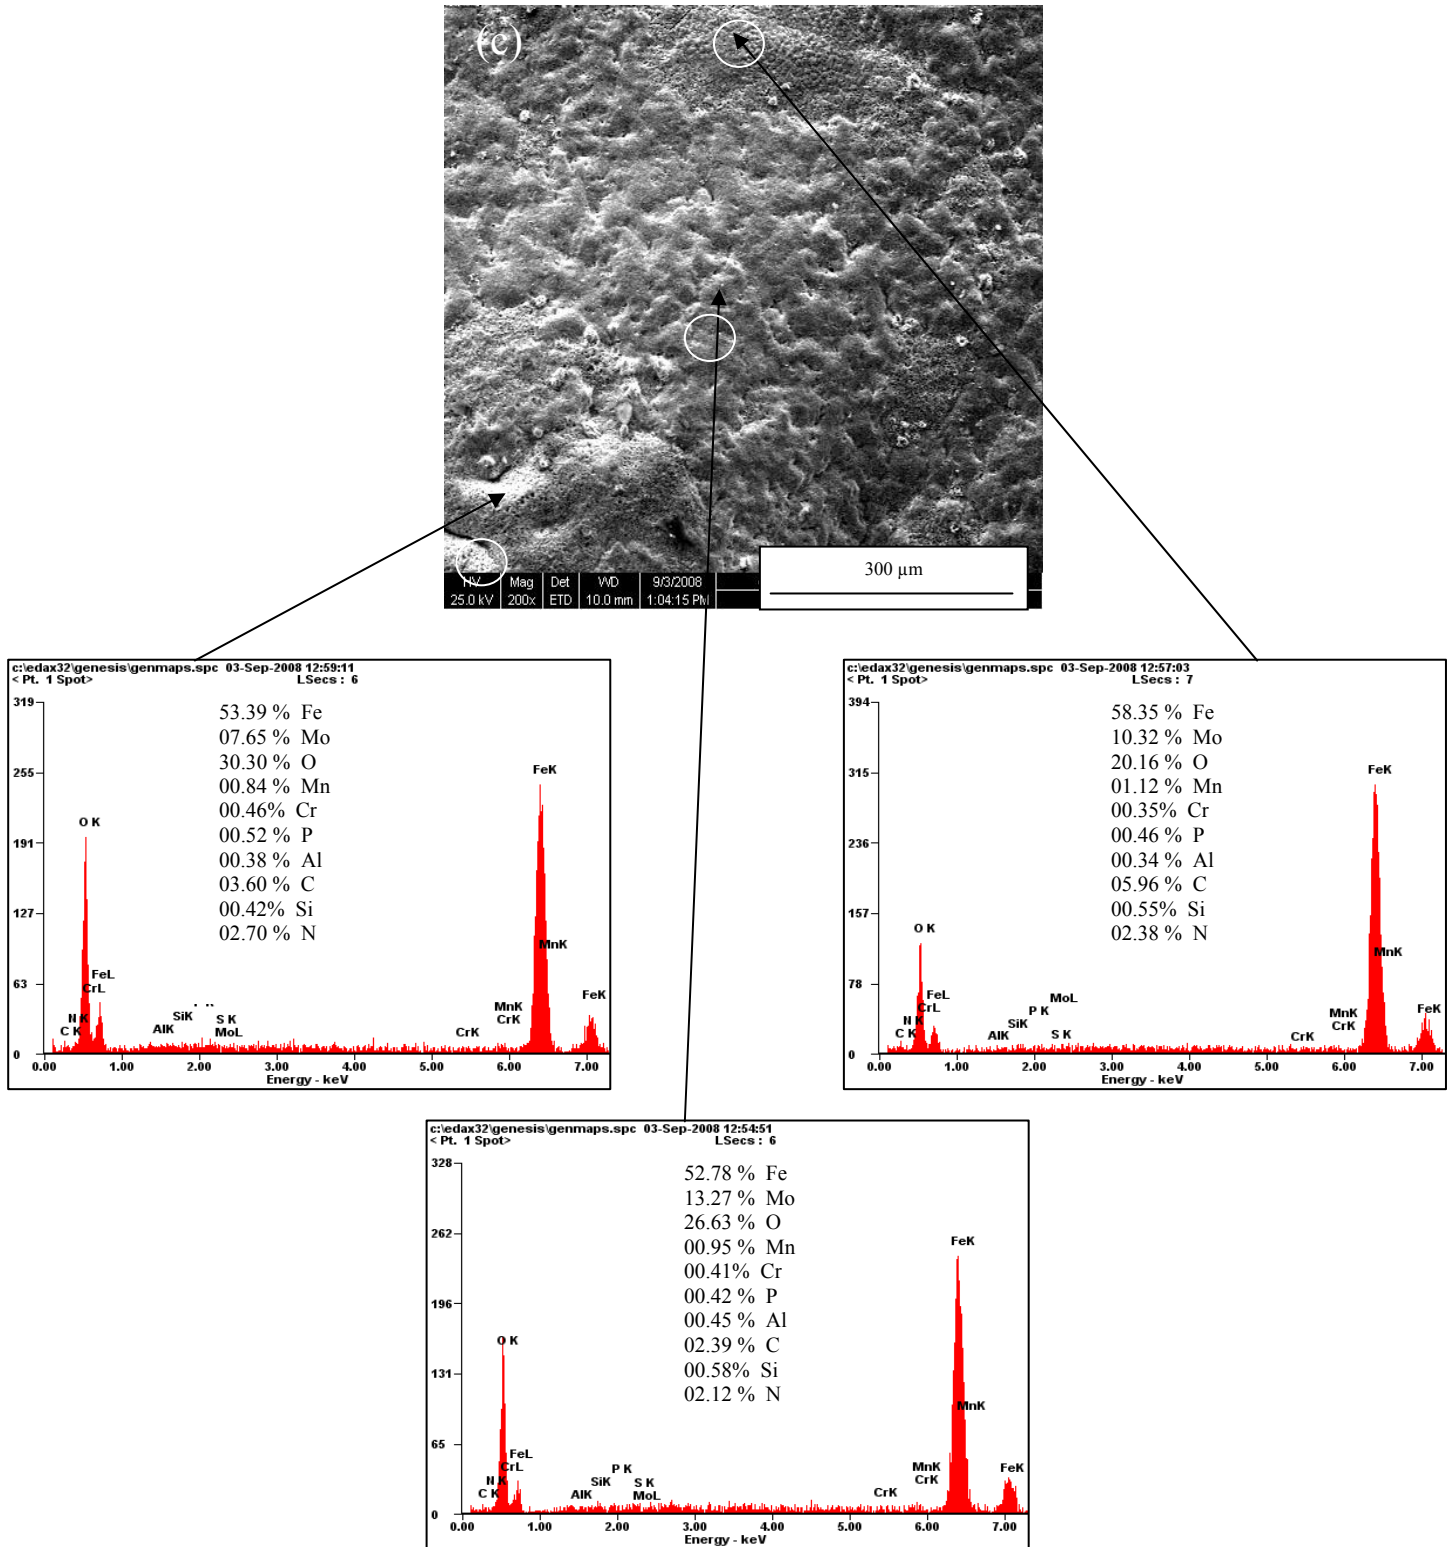 (c)
HV Mag Det WD 9/3/2008
25.0 kV 200x ETD 10.0 mm 1:04:15 PM
300 µm
c:\edax32\genesis\genmaps.spc 03-Sep-2008 12:59:11
< Pt. 1 Spot> LSecs : 6
319
255
191
127
63
0
53.39 % Fe
07.65 % Mo
30.30 % O
00.84 % Mn
00.46% Cr
00.52 % P
00.38 % Al
03.60 % C
00.42% Si
02.70 % N
O K
FeL
CrL
N K
C K
AlK
SiK
S K
MoL
CrK
MnK
CrK
FeK
MnK
FeK
0.00 1.00 2.00 3.00 4.00 5.00 6.00 7.00
Energy - keV
c:\edax32\genesis\genmaps.spc 03-Sep-2008 12:57:03
< Pt. 1 Spot> LSecs : 7
394
315
236
157
78
0
58.35 % Fe
10.32 % Mo
20.16 % O
01.12 % Mn
00.35% Cr
00.46 % P
00.34 % Al
05.96 % C
00.55% Si
02.38 % N
O K
FeL
CrL
N K
C K
AlK
SiK
P K
MoL
S K
CrK
MnK
CrK
FeK
MnK
FeK
0.00 1.00 2.00 3.00 4.00 5.00 6.00 7.00
Energy - keV
c:\edax32\genesis\genmaps.spc 03-Sep-2008 12:54:51
< Pt. 1 Spot> LSecs : 6
328
262
196
131
65
0
52.78 % Fe
13.27 % Mo
26.63 % O
00.95 % Mn
00.41% Cr
00.42 % P
00.45 % Al
02.39 % C
00.58% Si
02.12 % N
O K
FeL
CrL
N K
C K
AlK
SiK
P K
S K
MoL
CrK
MnK
CrK
FeK
MnK
FeK
0.00 1.00 2.00 3.00 4.00 5.00 6.00 7.00
Energy - keV